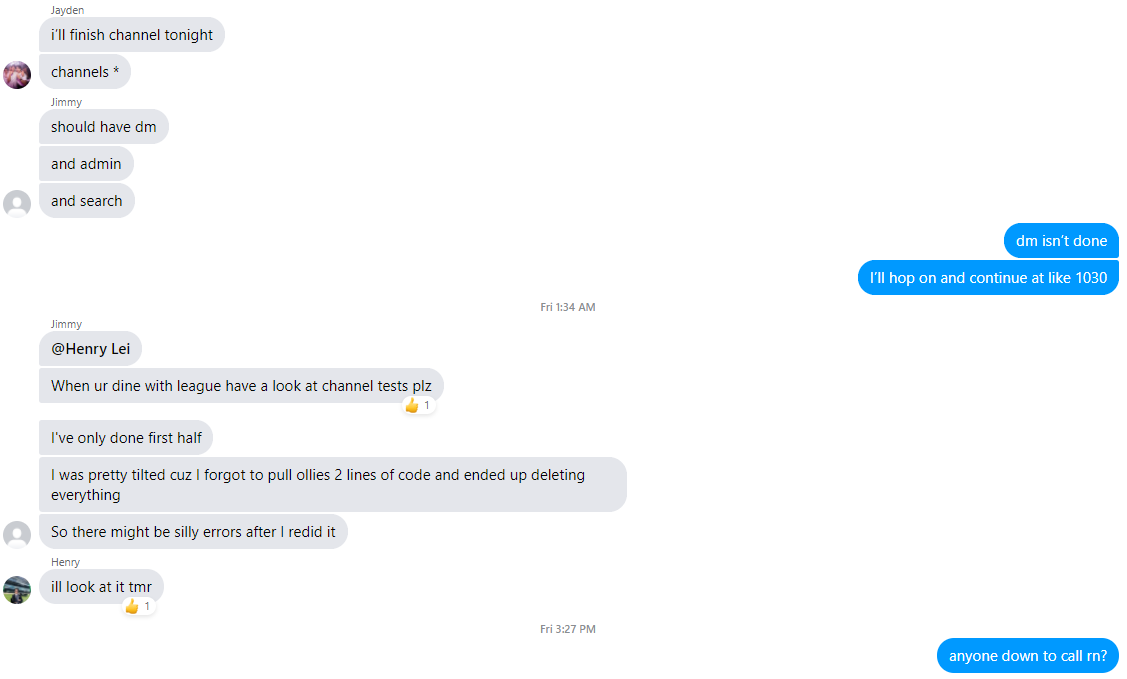 Jayden
i'll finish channel tonight
channels *
Jimmy
should have dm
and admin
and search
dm isn't done
I'll hop on and continue at like 1030
Fri 1:34 AM
Jimmy
@Henry Lei
When ur dine with league have a look at channel tests plz
👍 1
I've only done first half
I was pretty tilted cuz I forgot to pull ollies 2 lines of code and ended up deleting
everything
So there might be silly errors after I redid it
Henry
ill look at it tmr
👍 1
Fri 3:27 PM
anyone down to call rn?